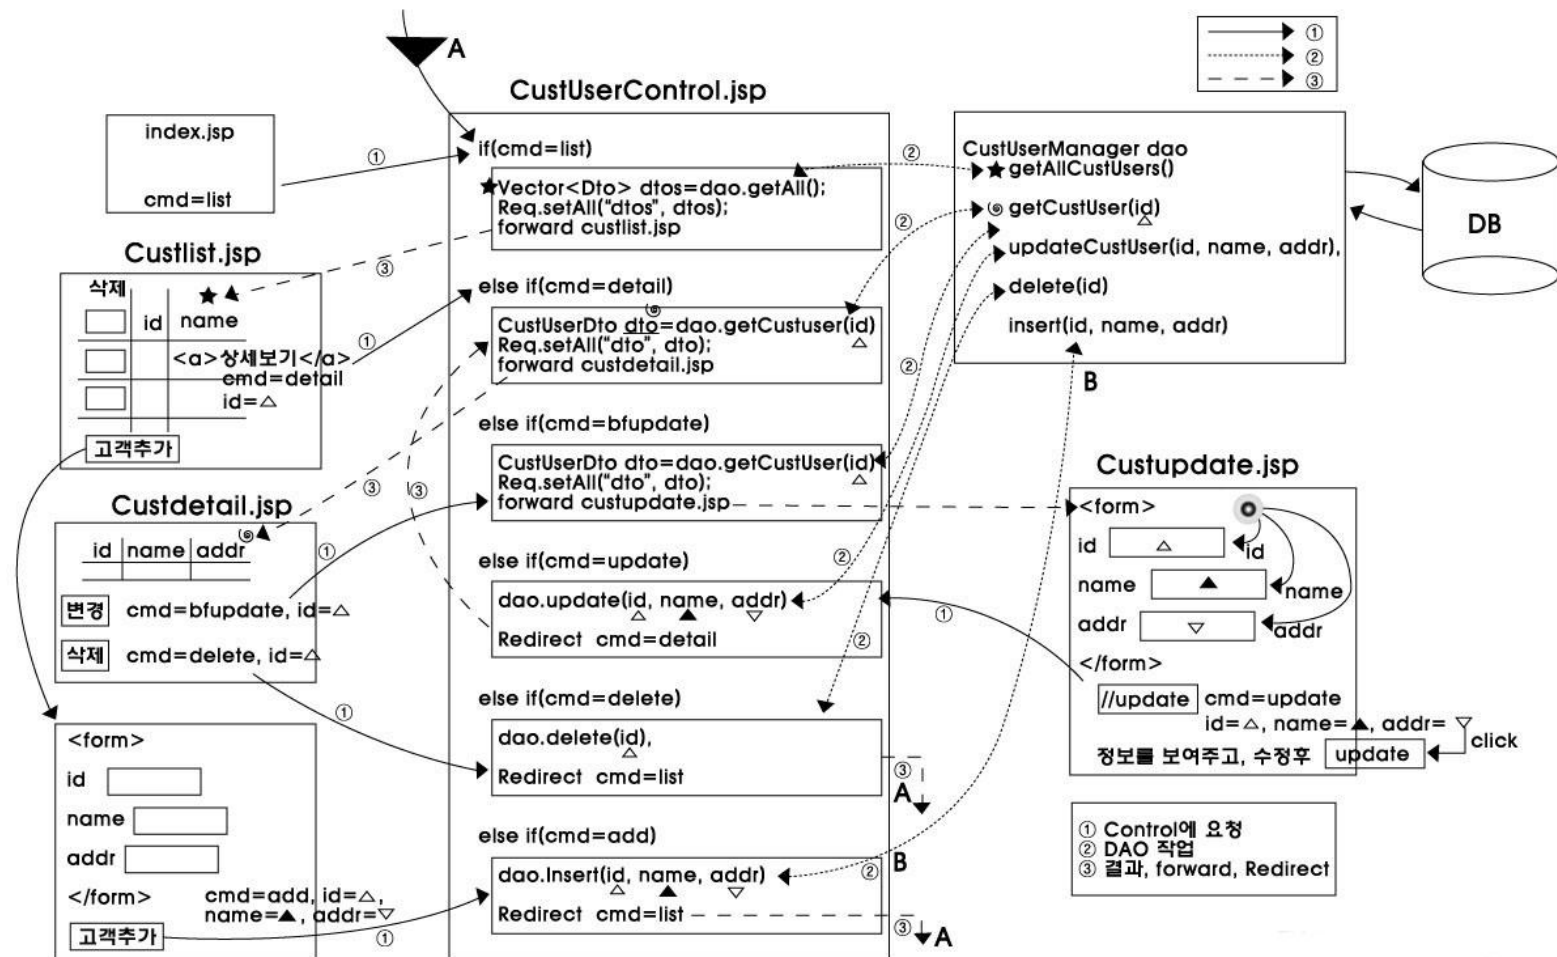 A
①
②
③
CustUserControl.jsp
index.jsp
cmd=list
①
if(cmd=list)
★Vector<Dto> dtos=dao.getAll();
Req.setAll("dtos", dtos);
forward custlist.jsp
②
CustUserManager dao
★ getAllCustUsers()
getCustUser(id)
△
updateCustUser(id, name, addr),
delete(id)
insert(id, name, addr)
DB
B
②
③
Custlist.jsp
삭제
★
id name
<a>상세보기</a>
cmd=detail
id=△
고객추가
①
else if(cmd=detail)
CustUserDto dto=dao.getCustuser(id)
△
Req.setAll("dto", dto);
forward custdetail.jsp
②
③
③
else if(cmd=bfupdate)
CustUserDto dto=dao.getCustUser(id)
△
Req.setAll("dto", dto);
forward custupdate.jsp
Custdetail.jsp
id name addr
변경 cmd=bfupdate, id=△
삭제 cmd=delete, id=△
①
①
else if(cmd=update)
dao.update(id, name, addr)
△ ▲ ▽
Redirect cmd=detail
②
②
①
Custupdate.jsp
<form>
id △ id
name ▲ name
addr ▽ addr
</form>
//update cmd=update
id=△, name=▲, addr= ▽
click
정보를 보여주고, 수정후 update
else if(cmd=delete)
dao.delete(id),
△
Redirect cmd=list
③
A
<form>
id
name
addr
</form>
cmd=add, id=△,
name=▲, addr=▽
고객추가
①
else if(cmd=add)
B
②
dao.Insert(id, name, addr)
△ ▲ ▽
Redirect cmd=list
③
A
① Control에 요청
② DAO 작업
③ 결과, forward, Redirect